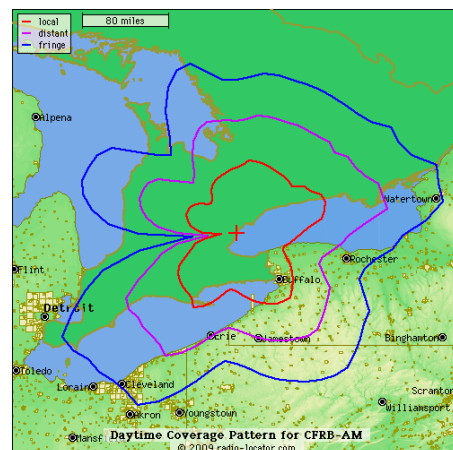 80 miles
local
distant
fringe
Alpena
Watertown
Flint
Rochester
Buffalo
Detroit
Erie
Jamestown
Binghamton
Toledo
Lorain
Cleveland
Scranton
Akron
Youngstown
Williamsport
Mansf
Daytime Coverage Pattern for CFRB-AM
© 2009 radio-locator.com